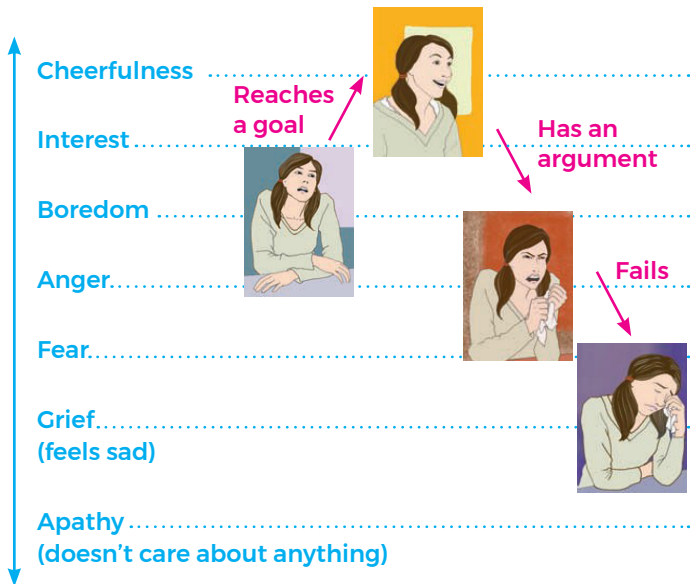 Cheerfulness
Reaches
a goal
Interest
Has an
argument
Boredom
Anger
Fails
Fear
Grief
(feels sad)
Apathy
(doesn’t care about anything)